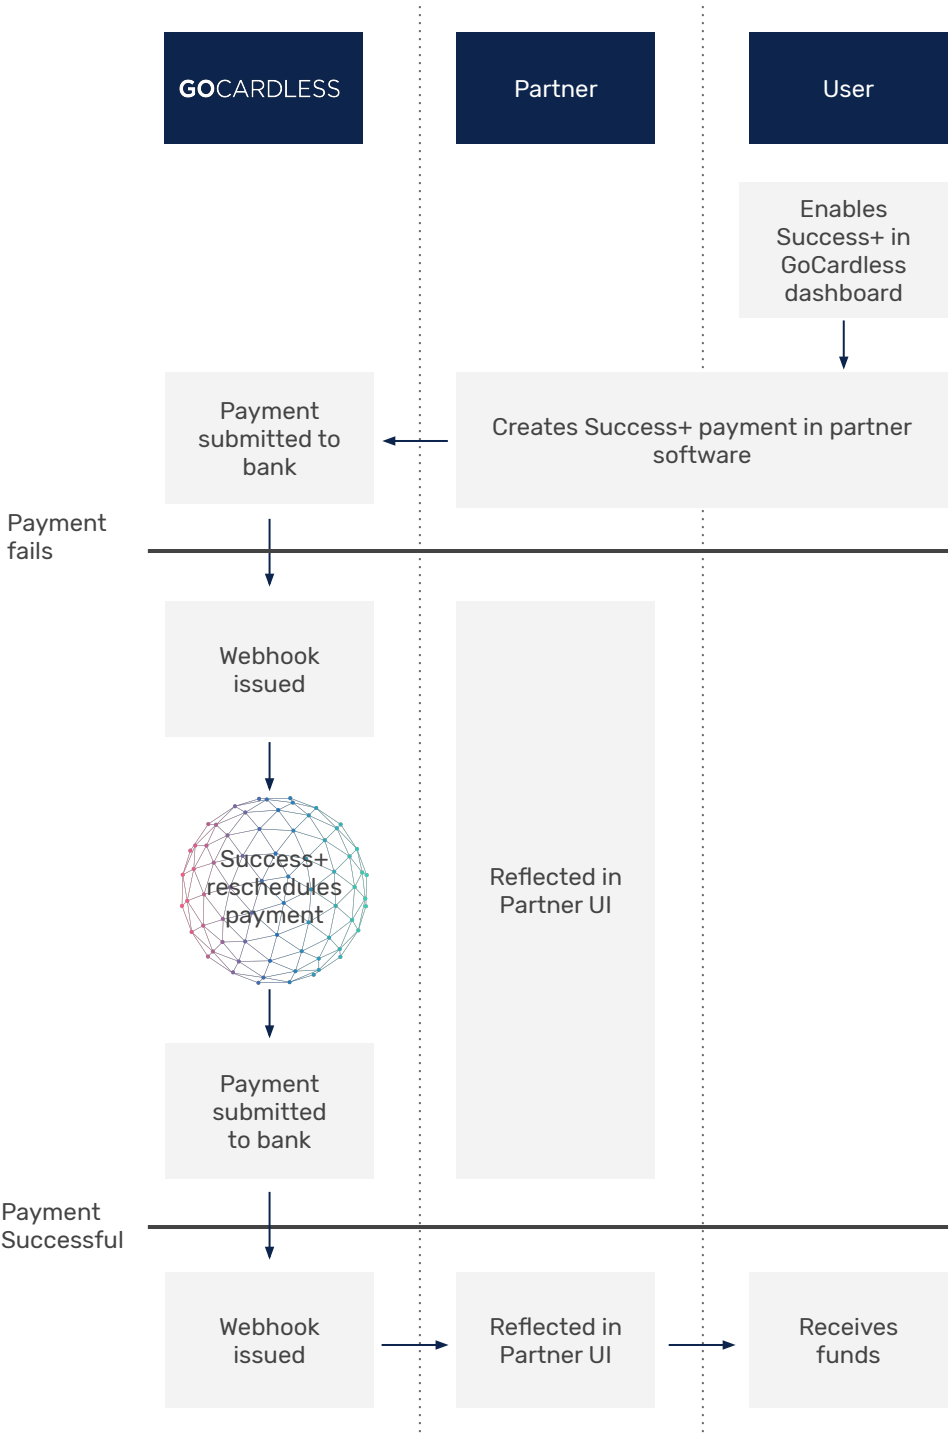 GOCARDLESS
Partner
User
Enables
Success+ in
GoCardless
dashboard
Payment
submitted to
bank
Creates Success+ payment in partner
software
Payment
fails
Webhook
issued
Success+
reschedules
payment
Reflected in
Partner UI
Payment
submitted
to bank
Payment
Successful
Webhook
issued
Reflected in
Partner UI
Receives
funds